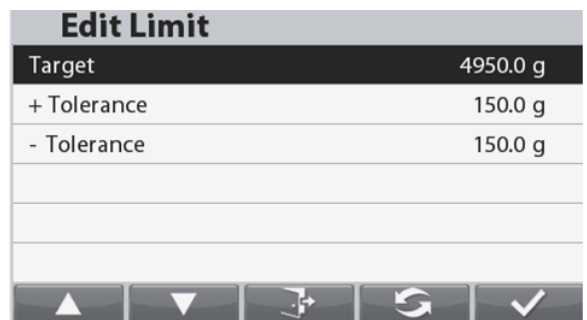 Edit Limit
Target 4950.0 g
+ Tolerance 150.0 g
- Tolerance 150.0 g